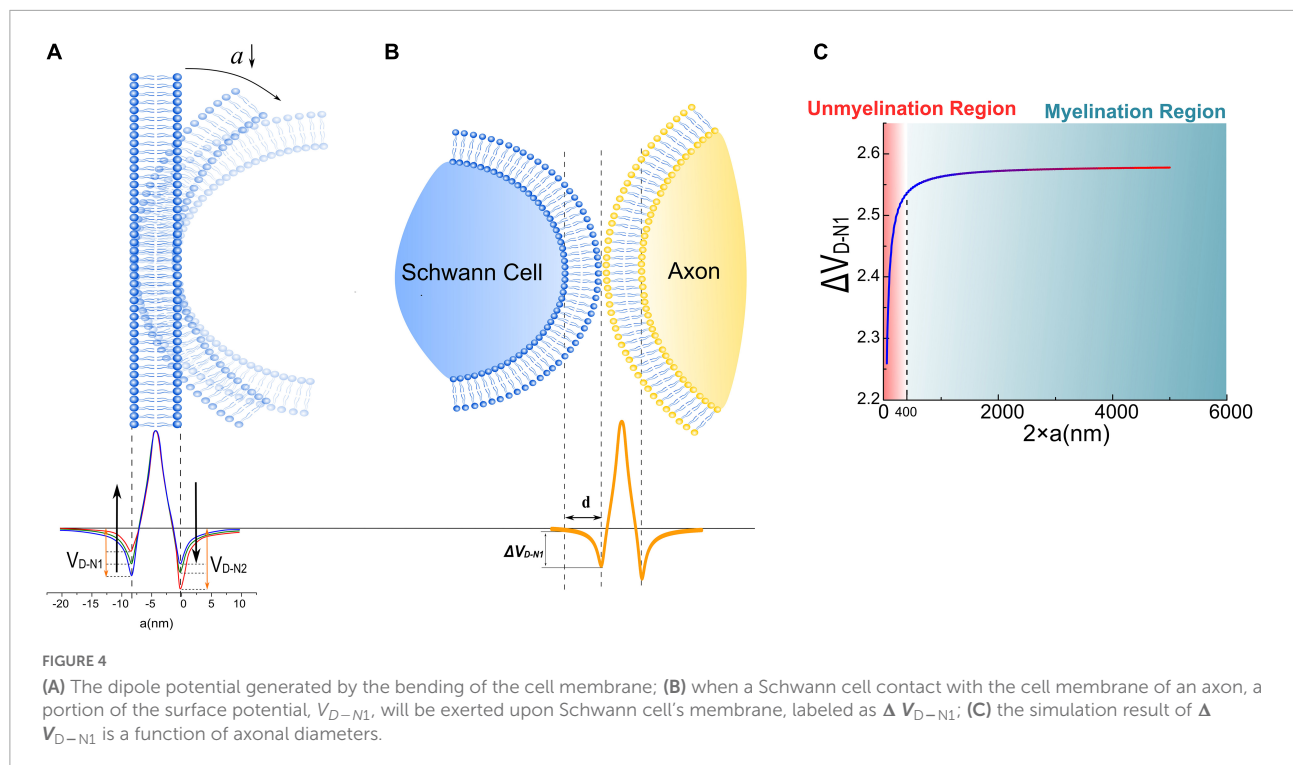 A
a↓
B
C
Unmyelination Region
Myelination Region
Schwann Cell
Axon
2.6
2.5
2.4
2.3
2.2
ΔV_D-N1
0
400
2000
4000
6000
2×a(nm)
V_D-N1
V_D-N2
-20
-15
-10
-5
0
5
10
a(nm)
d
ΔV_D-N1
FIGURE 4
(A) The dipole potential generated by the bending of the cell membrane; (B) when a Schwann cell contact with the cell membrane of an axon, a
portion of the surface potential, V_D−N1, will be exerted upon Schwann cell's membrane, labeled as Δ V_D−N1; (C) the simulation result of Δ
V_D−N1 is a function of axonal diameters.